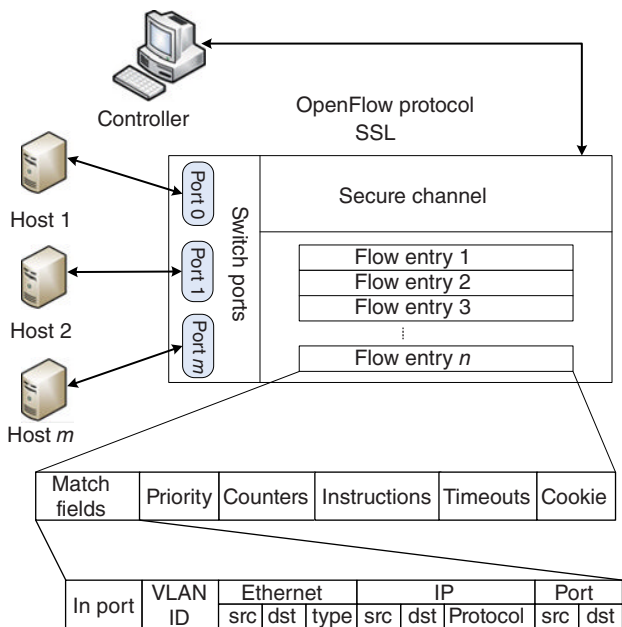 Controller
OpenFlow protocol
SSL
Host 1
Host 2
Host m
Port 0
Port 1
Port m
Switch ports
Secure channel
Flow entry 1
Flow entry 2
Flow entry 3
Flow entry n
Match fields Priority Counters Instructions Timeouts Cookie
In port VLAN ID Ethernet IP Port
src dst type src dst Protocol src dst